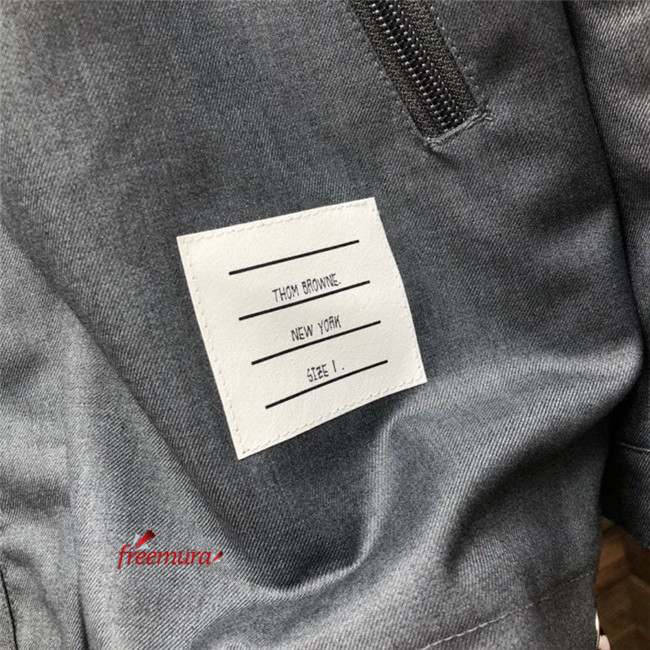 THOM BROWNE.
NEW YORK
SIZE 1.
freemura